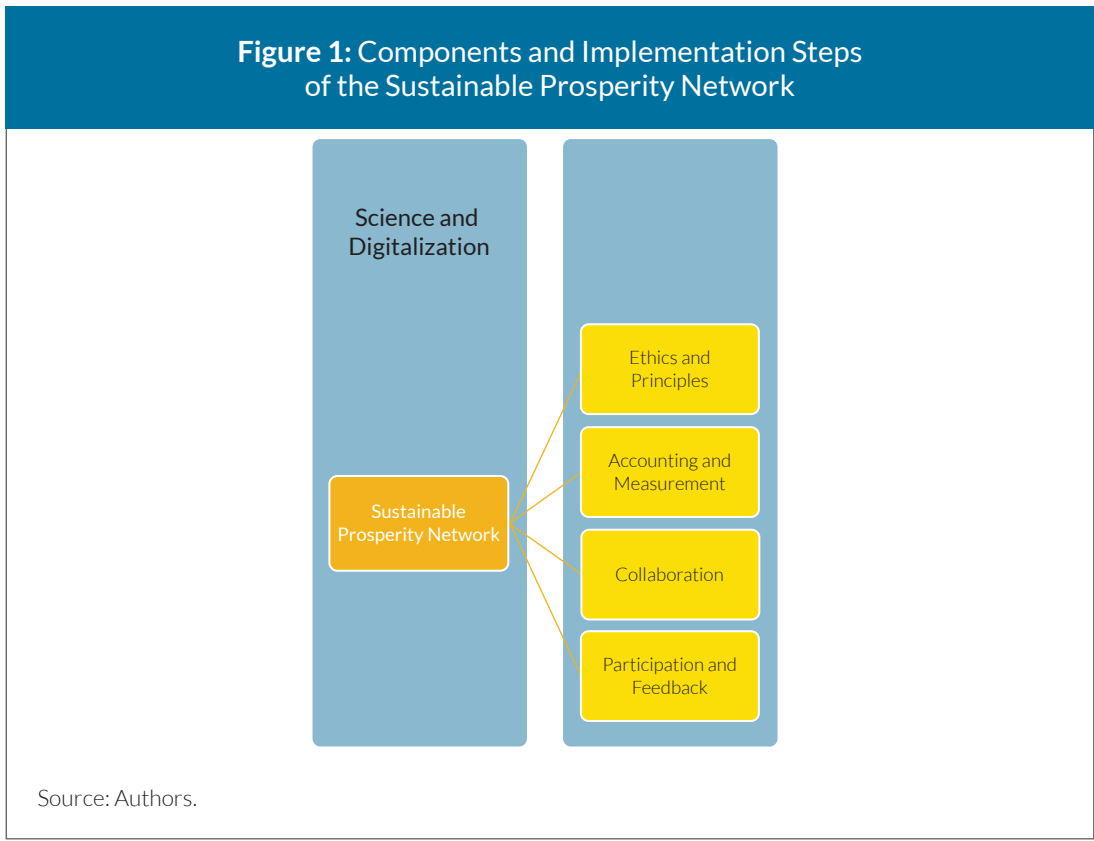 Figure 1: Components and Implementation Steps
of the Sustainable Prosperity Network
Science and
Digitalization
Sustainable
Prosperity Network
Ethics and
Principles
Accounting and
Measurement
Collaboration
Participation and
Feedback
Source: Authors.